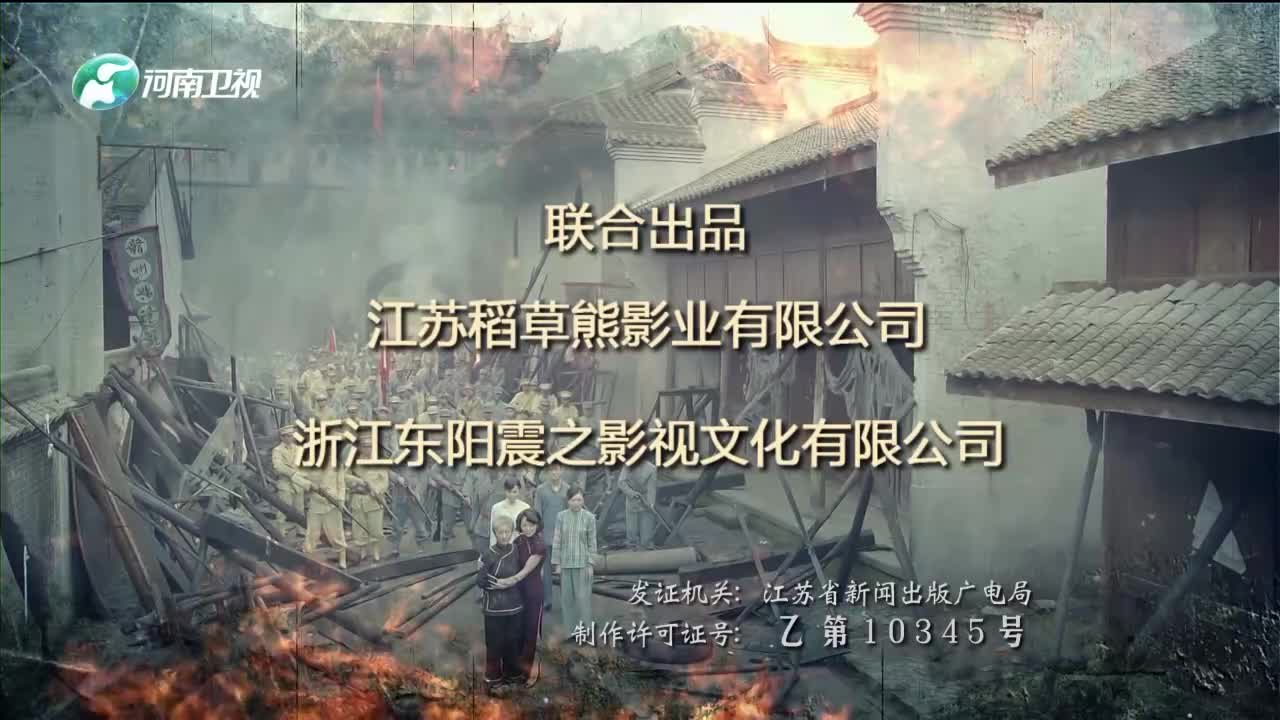 河南卫视
联合出品
江苏稻草熊影业有限公司
浙江东阳震之影视文化有限公司
发证机关：江苏省新闻出版广电局
制作许可证号：乙第10345号